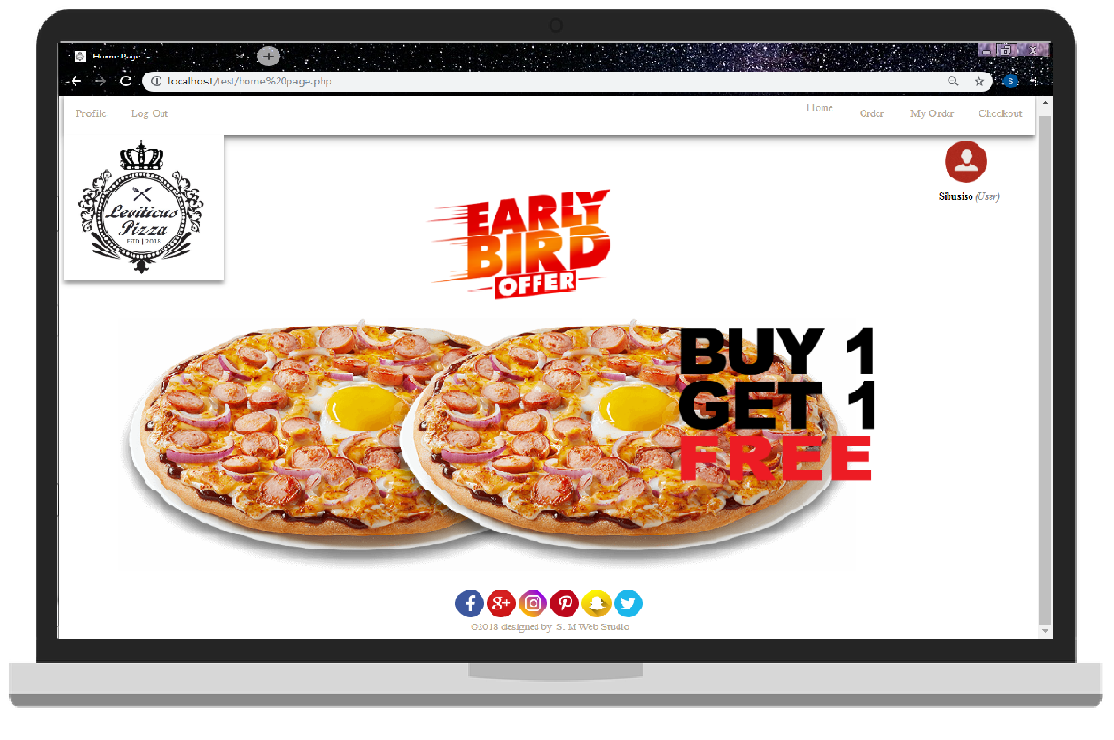 Home Page
localhost/test/home%20page.php
S
Profile Log Out Home Order My Order Checkout
Leviticus
Pizza
ETD | 2018
Sibusiso (User)
EARLY
BIRD
OFFER
BUY 1
GET 1
FREE
©2018 designed by S. M Web Studio